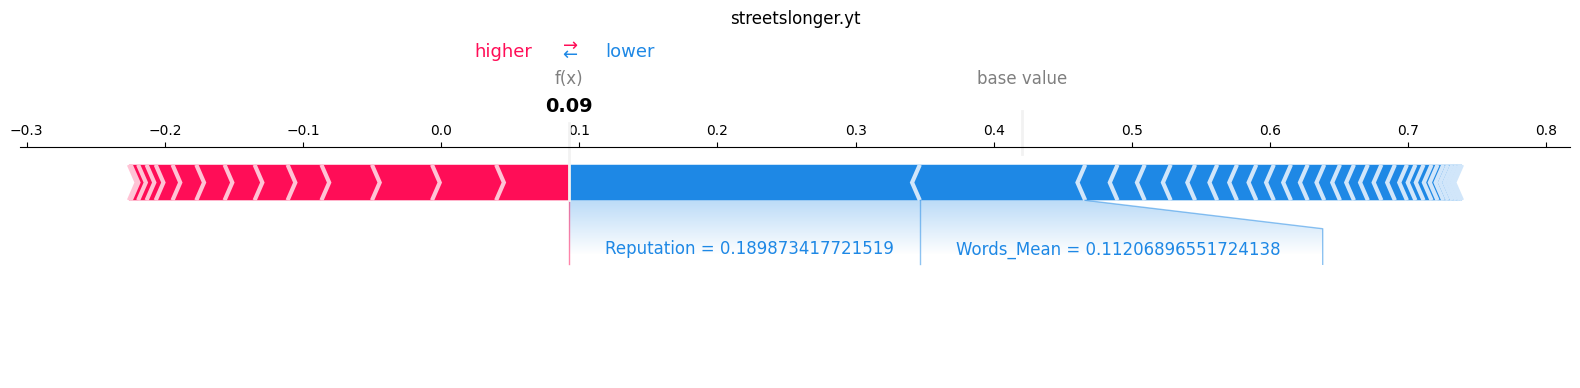 streetslonger.yt
higher ⇄ lower
f(x) base value
0.09
−0.3 −0.2 −0.1 0.0 0.1 0.2 0.3 0.4 0.5 0.6 0.7 0.8
Reputation = 0.189873417721519 Words_Mean = 0.11206896551724138